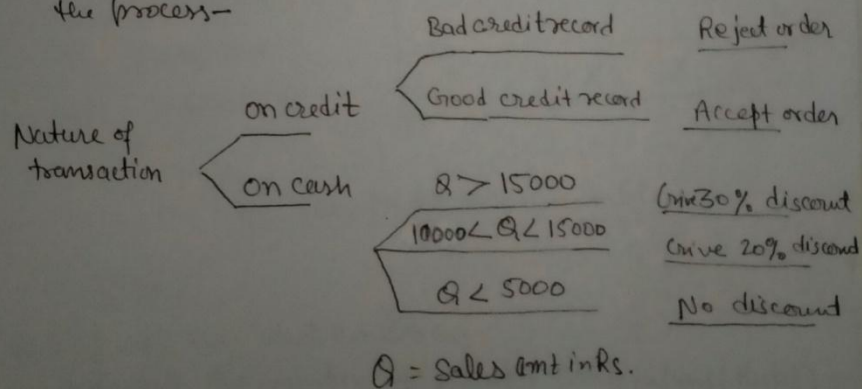 the process-
Bad credit record Reject order
on credit
Good credit record Accept order
Nature of
transaction
on cash
Q > 15000 Give 30% discount
10000 < Q < 15000 Give 20% discound
Q < 5000 No discount
Q = Sales amt in Rs.